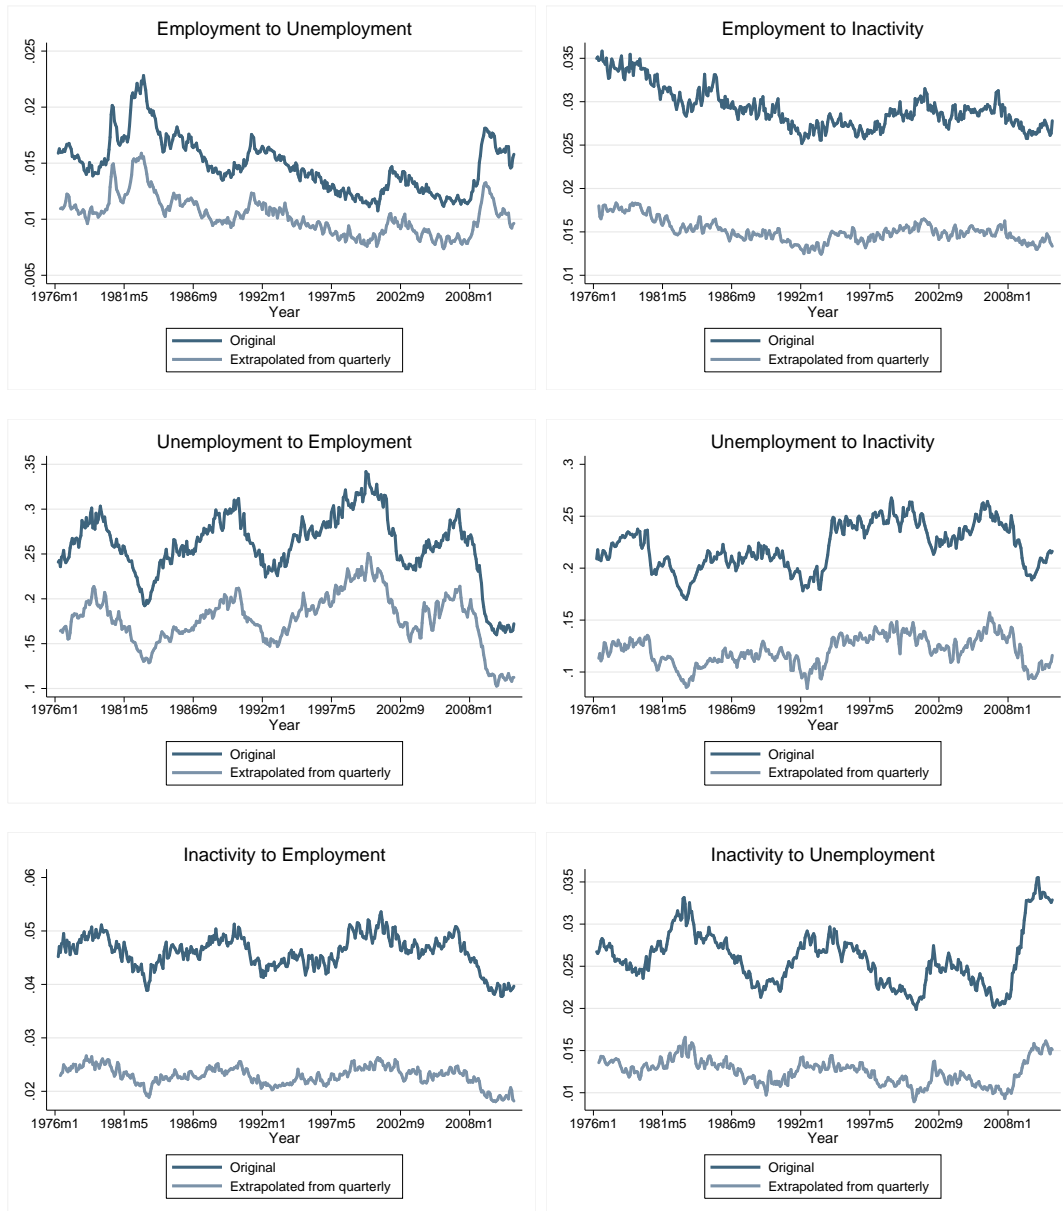 Employment to Unemployment
.025
.02
.015
.01
.005
1976m1 1981m5 1986m9 1992m1 1997m5 2002m9 2008m1
Year
Original
Extrapolated from quarterly
Employment to Inactivity
.035
.03
.025
.02
.015
.01
1976m1 1981m5 1986m9 1992m1 1997m5 2002m9 2008m1
Year
Original
Extrapolated from quarterly
Unemployment to Employment
.35
.3
.25
.2
.15
.1
1976m1 1981m5 1986m9 1992m1 1997m5 2002m9 2008m1
Year
Original
Extrapolated from quarterly
Unemployment to Inactivity
.3
.25
.2
.15
.1
1976m1 1981m5 1986m9 1992m1 1997m5 2002m9 2008m1
Year
Original
Extrapolated from quarterly
Inactivity to Employment
.06
.05
.04
.03
.02
1976m1 1981m5 1986m9 1992m1 1997m5 2002m9 2008m1
Year
Original
Extrapolated from quarterly
Inactivity to Unemployment
.035
.03
.025
.02
.015
.01
1976m1 1981m5 1986m9 1992m1 1997m5 2002m9 2008m1
Year
Original
Extrapolated from quarterly